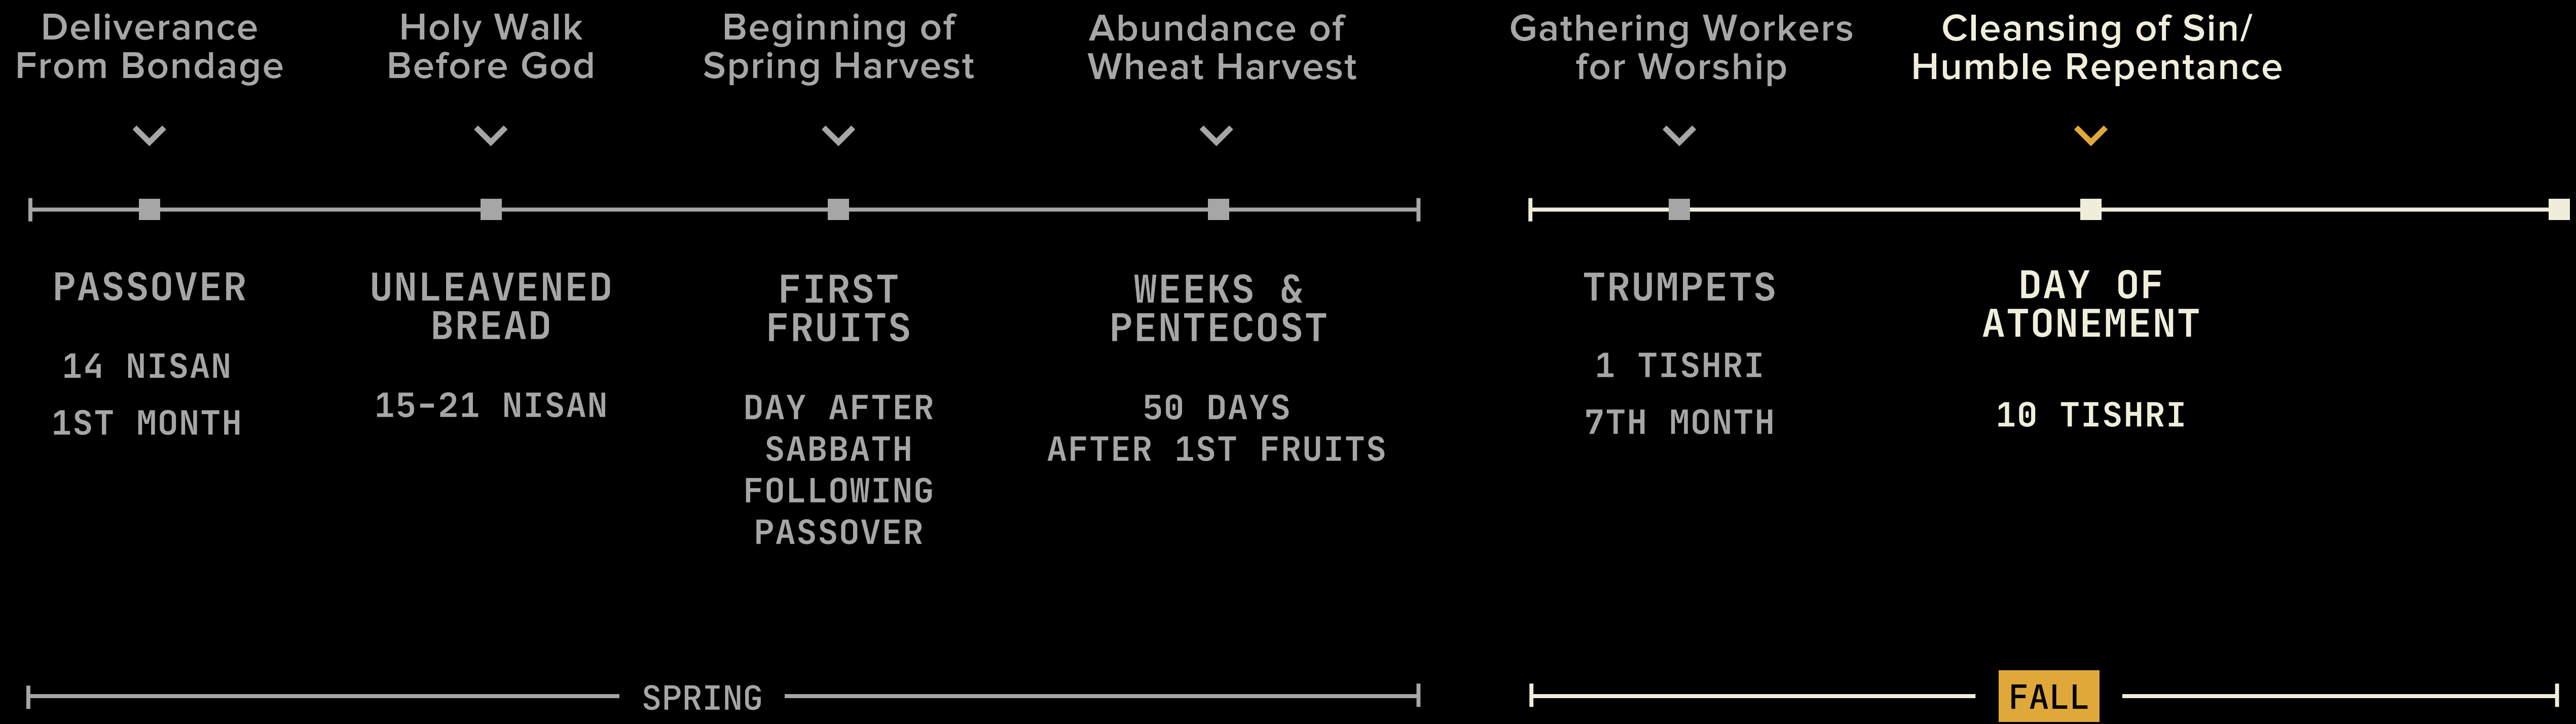 Deliverance
From Bondage
Holy Walk
Before God
Beginning of
Spring Harvest
Abundance of
Wheat Harvest
Gathering Workers
for Worship
Cleansing of Sin/
Humble Repentance
PASSOVER
14 NISAN
1ST MONTH
UNLEAVENED
BREAD
15-21 NISAN
FIRST
FRUITS
DAY AFTER
SABBATH
FOLLOWING
PASSOVER
WEEKS &
PENTECOST
50 DAYS
AFTER 1ST FRUITS
TRUMPETS
1 TISHRI
7TH MONTH
DAY OF
ATONEMENT
10 TISHRI
SPRING
FALL